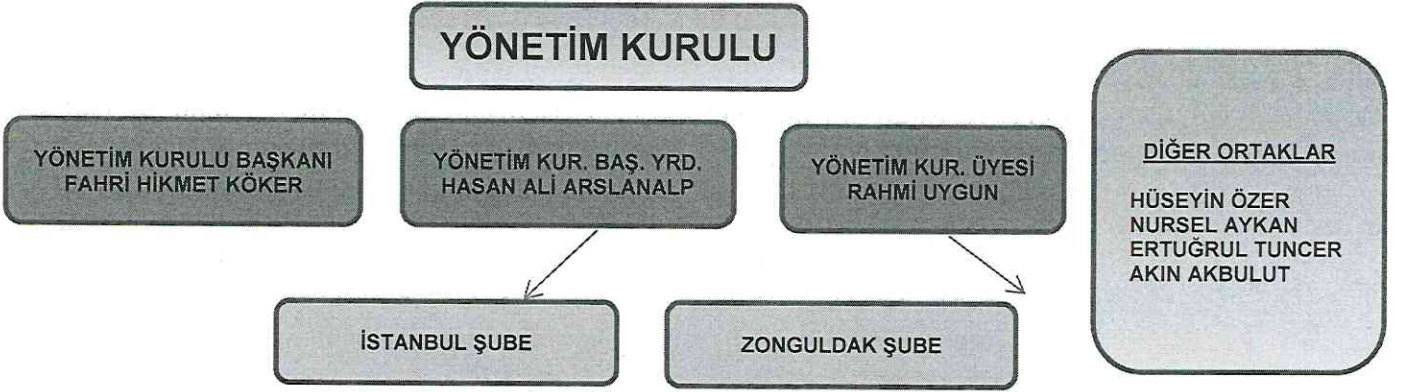 YÖNETİM KURULU
YÖNETİM KURULU BAŞKANI
FAHRİ HİKMET KÖKER
YÖNETİM KUR. BAŞ. YRD.
HASAN ALİ ARSLANALP
YÖNETİM KUR. ÜYESİ
RAHMİ UYGUN
DİĞER ORTAKLAR
HÜSEYİN ÖZER
NURSEL AYKAN
ERTUĞRUL TUNCER
AKIN AKBULUT
İSTANBUL ŞUBE
ZONGULDAK ŞUBE